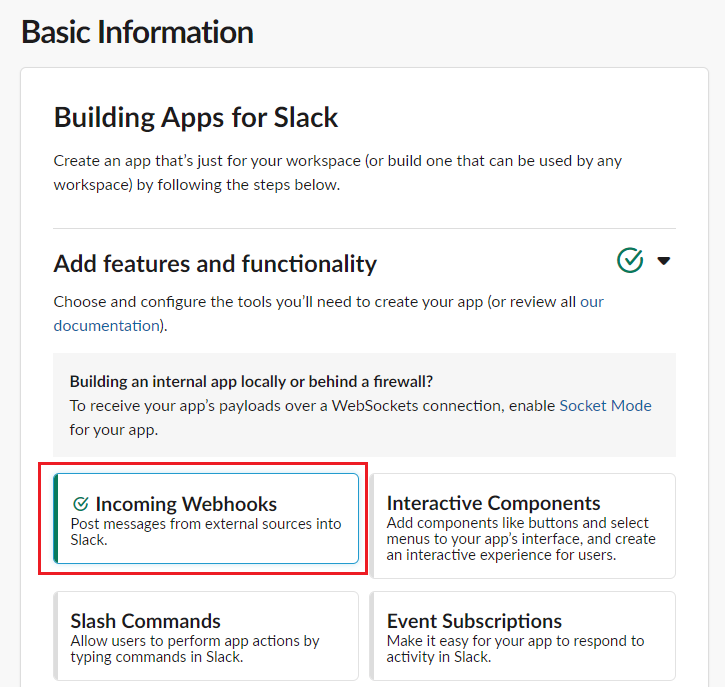 Basic Information
Building Apps for Slack
Create an app that’s just for your workspace (or build one that can be used by any
workspace) by following the steps below.
Add features and functionality
Choose and configure the tools you’ll need to create your app (or review all our
documentation).
Building an internal app locally or behind a firewall?
To receive your app’s payloads over a WebSockets connection, enable Socket Mode
for your app.
Incoming Webhooks
Post messages from external sources into
Slack.
Interactive Components
Add components like buttons and select
menus to your app’s interface, and create
an interactive experience for users.
Slash Commands
Allow users to perform app actions by
typing commands in Slack.
Event Subscriptions
Make it easy for your app to respond to
activity in Slack.